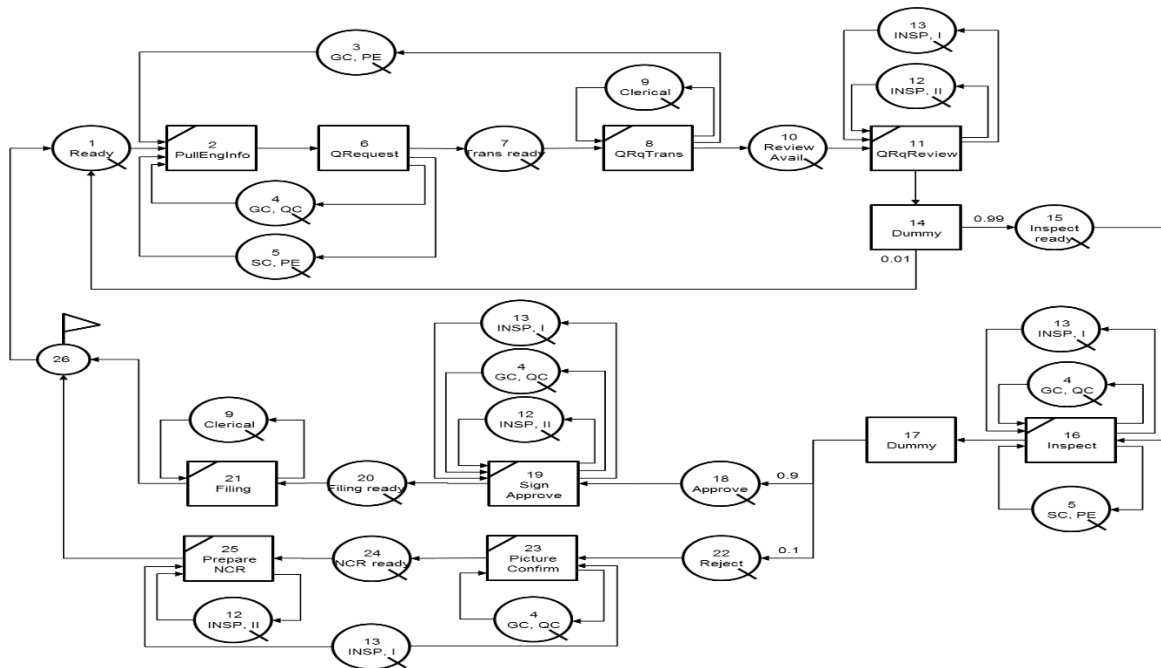 3
GC, PE
9
Clerical
13
INSP, I
12
INSP, II
1
Ready
2
PullEngInfo
6
QRequest
7
Trans ready
8
QRqTrans
10
Review
Avail.
11
QRqReview
4
GC, QC
5
SC, PE
14
Dummy
0.99
0.01
15
Inspect
ready
26
13
INSP, I
4
GC, QC
12
INSP, II
9
Clerical
21
Filing
20
Filing ready
19
Sign
Approve
18
Approve
0.9
17
Dummy
13
INSP, I
4
GC, QC
16
Inspect
5
SC, PE
25
Prepare
NCR
24
NCR ready
23
Picture
Confirm
22
Reject
0.1
12
INSP, II
13
INSP, I
4
GC, QC